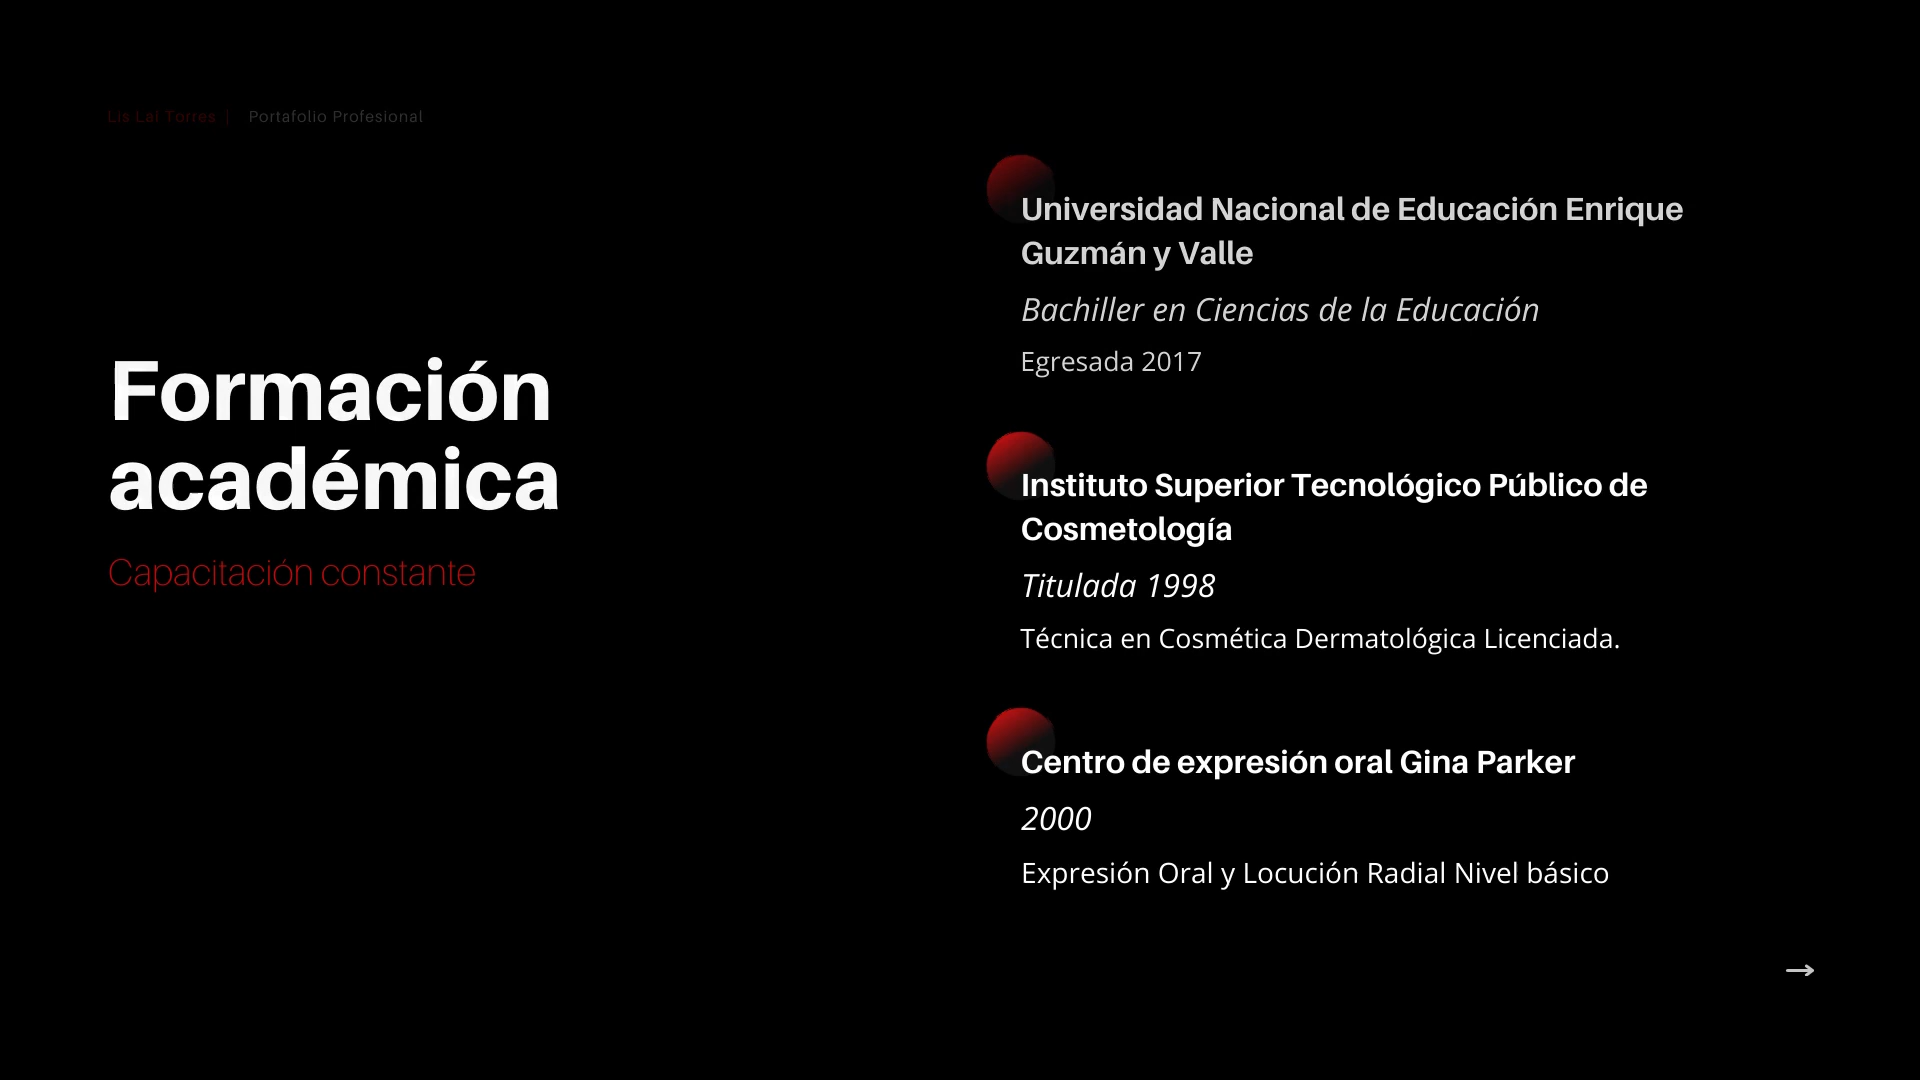 Lis Lai Torres | Portafolio Profesional
Formación
académica
Capacitación constante
Universidad Nacional de Educación Enrique
Guzmán y Valle
Bachiller en Ciencias de la Educación
Egresada 2017
Instituto Superior Tecnológico Público de
Cosmetología
Titulada 1998
Técnica en Cosmética Dermatológica Licenciada.
Centro de expresión oral Gina Parker
2000
Expresión Oral y Locución Radial Nivel básico